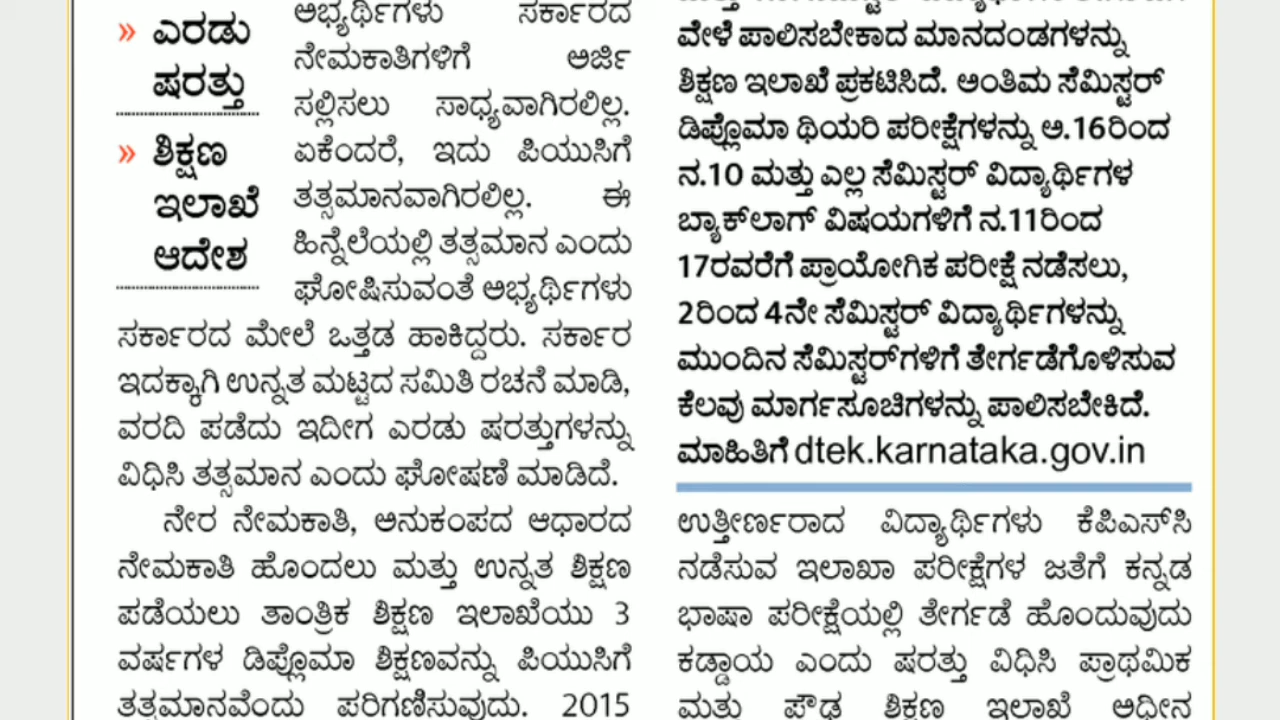 ಎರಡು
ಷರತ್ತು
ಶಿಕ್ಷಣ
ಇಲಾಖೆ
ಆದೇಶ
ಅಭ್ಯರ್ಥಿಗಳು ಸರ್ಕಾರದ
ನೇಮಕಾತಿಗಳಿಗೆ ಅರ್ಜಿ
ಸಲ್ಲಿಸಲು ಸಾಧ್ಯವಾಗಿರಲಿಲ್ಲ.
ಏಕೆಂದರೆ, ಇದು ಪಿಯುಸಿಗೆ
ತತ್ಸಮಾನವಾಗಿರಲಿಲ್ಲ. ಈ
ಹಿನ್ನೆಲೆಯಲ್ಲಿ ತತ್ಸಮಾನ ಎಂದು
ಘೋಷಿಸುವಂತೆ ಅಭ್ಯರ್ಥಿಗಳು
ಸರ್ಕಾರದ ಮೇಲೆ ಒತ್ತಡ ಹಾಕಿದ್ದರು. ಸರ್ಕಾರ
ಇದಕ್ಕಾಗಿ ಉನ್ನತ ಮಟ್ಟದ ಸಮಿತಿ ರಚನೆ ಮಾಡಿ,
ವರದಿ ಪಡೆದು ಇದೀಗ ಎರಡು ಷರತ್ತುಗಳನ್ನು
ವಿಧಿಸಿ ತತ್ಸಮಾನ ಎಂದು ಘೋಷಣೆ ಮಾಡಿದೆ.
ನೇರ ನೇಮಕಾತಿ, ಅನುಕಂಪದ ಆಧಾರದ
ನೇಮಕಾತಿ ಹೊಂದಲು ಮತ್ತು ಉನ್ನತ ಶಿಕ್ಷಣ
ಪಡೆಯಲು ತಾಂತ್ರಿಕ ಶಿಕ್ಷಣ ಇಲಾಖೆಯು 3
ವರ್ಷಗಳ ಡಿಪ್ಲೊಮಾ ಶಿಕ್ಷಣವನ್ನು ಪಿಯುಸಿಗೆ
ತತ್ಸಮಾನವೆಂದು ಪರಿಗಣಿಸುವುದು. 2015
ವೇಳೆ ಪಾಲಿಸಬೇಕಾದ ಮಾನದಂಡಗಳನ್ನು
ಶಿಕ್ಷಣ ಇಲಾಖೆ ಪ್ರಕಟಿಸಿದೆ. ಅಂತಿಮ ಸೆಮಿಸ್ಟರ್
ಡಿಪ್ಲೊಮಾ ಥಿಯರಿ ಪರೀಕ್ಷೆಗಳನ್ನು ಅ.16ರಿಂದ
ನ.10 ಮತ್ತು ಎಲ್ಲ ಸೆಮಿಸ್ಟರ್ ವಿದ್ಯಾರ್ಥಿಗಳ
ಬ್ಯಾಕ್‌ಲಾಗ್ ವಿಷಯಗಳಿಗೆ ನ.11ರಿಂದ
17ರವರೆಗೆ ಪ್ರಾಯೋಗಿಕ ಪರೀಕ್ಷೆ ನಡೆಸಲು,
2ರಿಂದ 4ನೇ ಸೆಮಿಸ್ಟರ್ ವಿದ್ಯಾರ್ಥಿಗಳನ್ನು
ಮುಂದಿನ ಸೆಮಿಸ್ಟರ್‌ಗಳಿಗೆ ತೇರ್ಗಡೆಗೊಳಿಸುವ
ಕೆಲವು ಮಾರ್ಗಸೂಚಿಗಳನ್ನು ಪಾಲಿಸಬೇಕಿದೆ.
ಮಾಹಿತಿಗೆ dtek.karnataka.gov.in
ಉತ್ತೀರ್ಣರಾದ ವಿದ್ಯಾರ್ಥಿಗಳು ಕೆಪಿಎಸ್‌ಸಿ
ನಡೆಸುವ ಇಲಾಖಾ ಪರೀಕ್ಷೆಗಳ ಜತೆಗೆ ಕನ್ನಡ
ಭಾಷಾ ಪರೀಕ್ಷೆಯಲ್ಲಿ ತೇರ್ಗಡೆ ಹೊಂದುವುದು
ಕಡ್ಡಾಯ ಎಂದು ಷರತ್ತು ವಿಧಿಸಿ ಪ್ರಾಥಮಿಕ
ಮತ್ತು ಪ್ರೌಢ ಶಿಕ್ಷಣ ಇಲಾಖೆ ಅಧೀನ